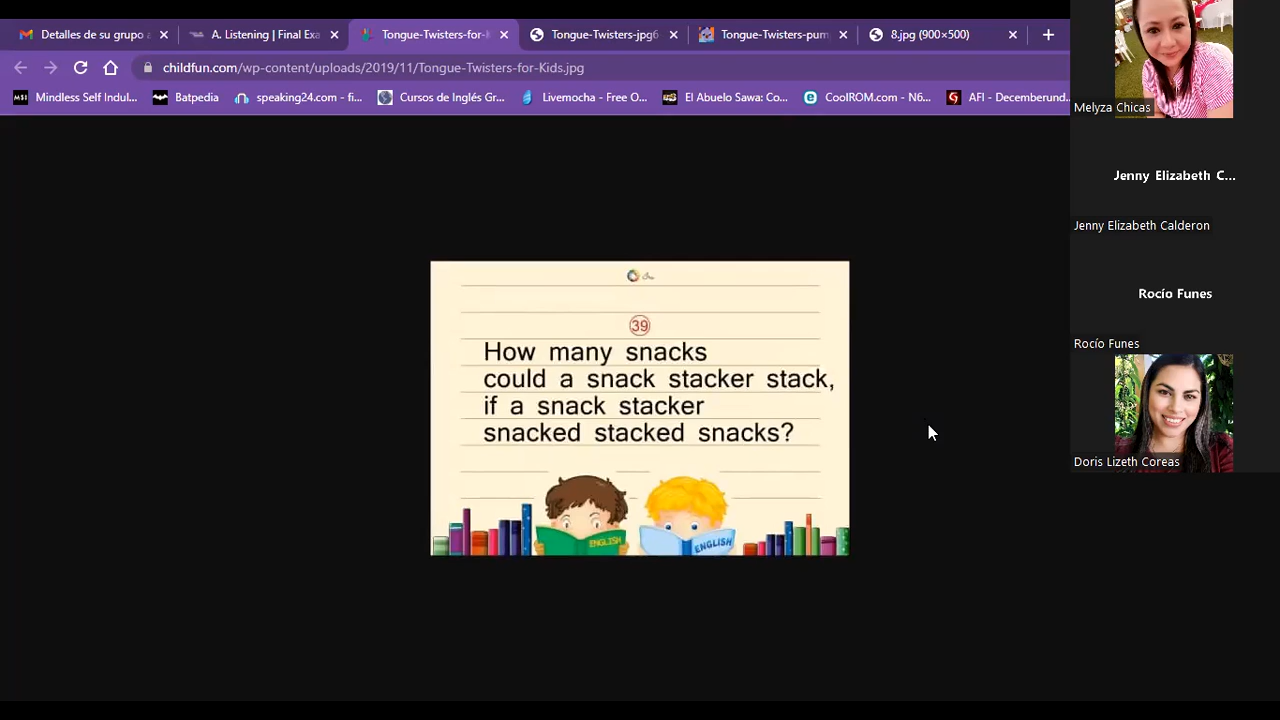 Detalles de su grupo a
A. Listening | Final Exa
Tongue-Twisters-for-K
Tongue-Twisters-jpg6
Tongue-Twisters-pum
8.jpg (900×500)
childfun.com/wp-content/uploads/2019/11/Tongue-Twisters-for-Kids.jpg
Mindless Self Indul...
Batpedia
speaking24.com - fi...
Cursos de Inglés Gr...
Livemocha - Free O...
El Abuelo Sawa: Co...
CoolROM.com - N6...
AFI - Decemberund...
39
How many snacks
could a snack stacker stack,
if a snack stacker
snacked stacked snacks?
ENGLISH
ENGLISH
Melyza Chicas
Jenny Elizabeth C...
Jenny Elizabeth Calderon
Rocío Funes
Rocío Funes
Doris Lizeth Coreas